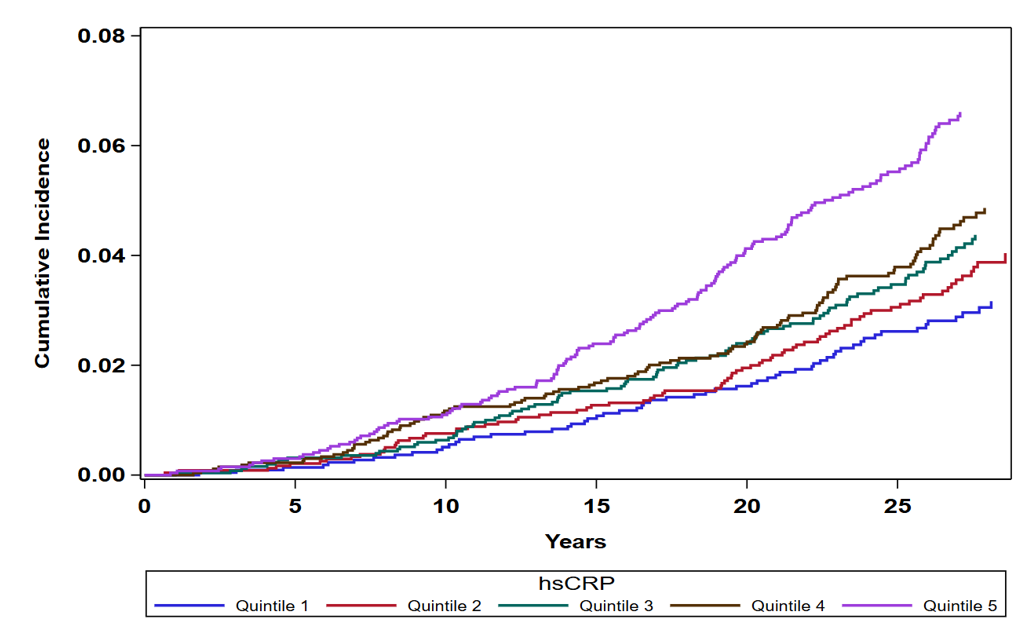 0.08
0.06
0.04
0.02
0.00
Cumulative Incidence
0 5 10 15 20 25
Years
hsCRP
Quintile 1 Quintile 2 Quintile 3 Quintile 4 Quintile 5